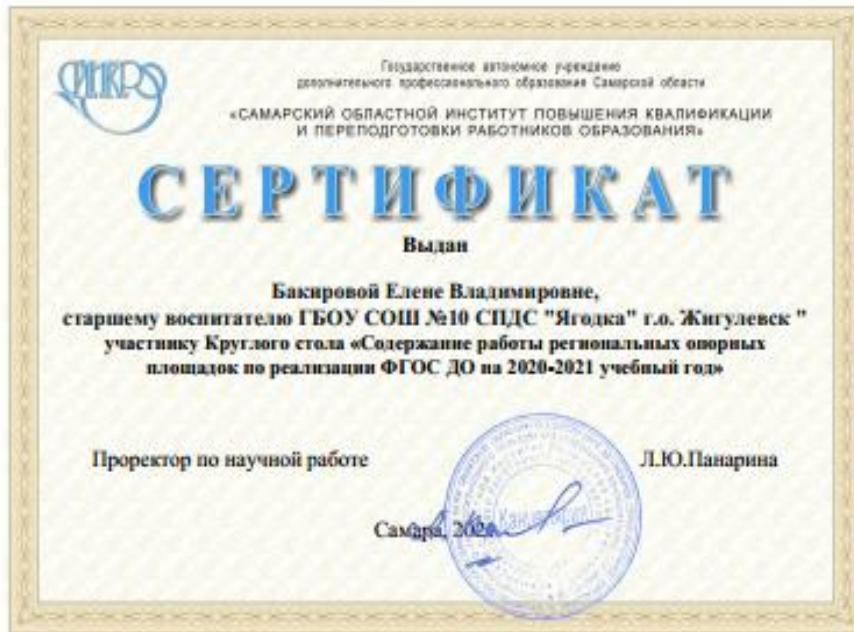 Государственное автономное учреждение
дополнительного профессионального образования Самарской области
«САМАРСКИЙ ОБЛАСТНОЙ ИНСТИТУТ ПОВЫШЕНИЯ КВАЛИФИКАЦИИ
И ПЕРЕПОДГОТОВКИ РАБОТНИКОВ ОБРАЗОВАНИЯ»
СЕРТИФИКАТ
Выдан
Бакировой Елене Владимировне,
старшему воспитателю ГБОУ СОШ №10 СПДС "Ягодка" г.о. Жигулевск "
участнику Круглого стола «Содержание работы региональных опорных
площадок по реализации ФГОС ДО на 2020-2021 учебный год»
Проректор по научной работе
Л.Ю.Панарина
Самара,
Канцелярия